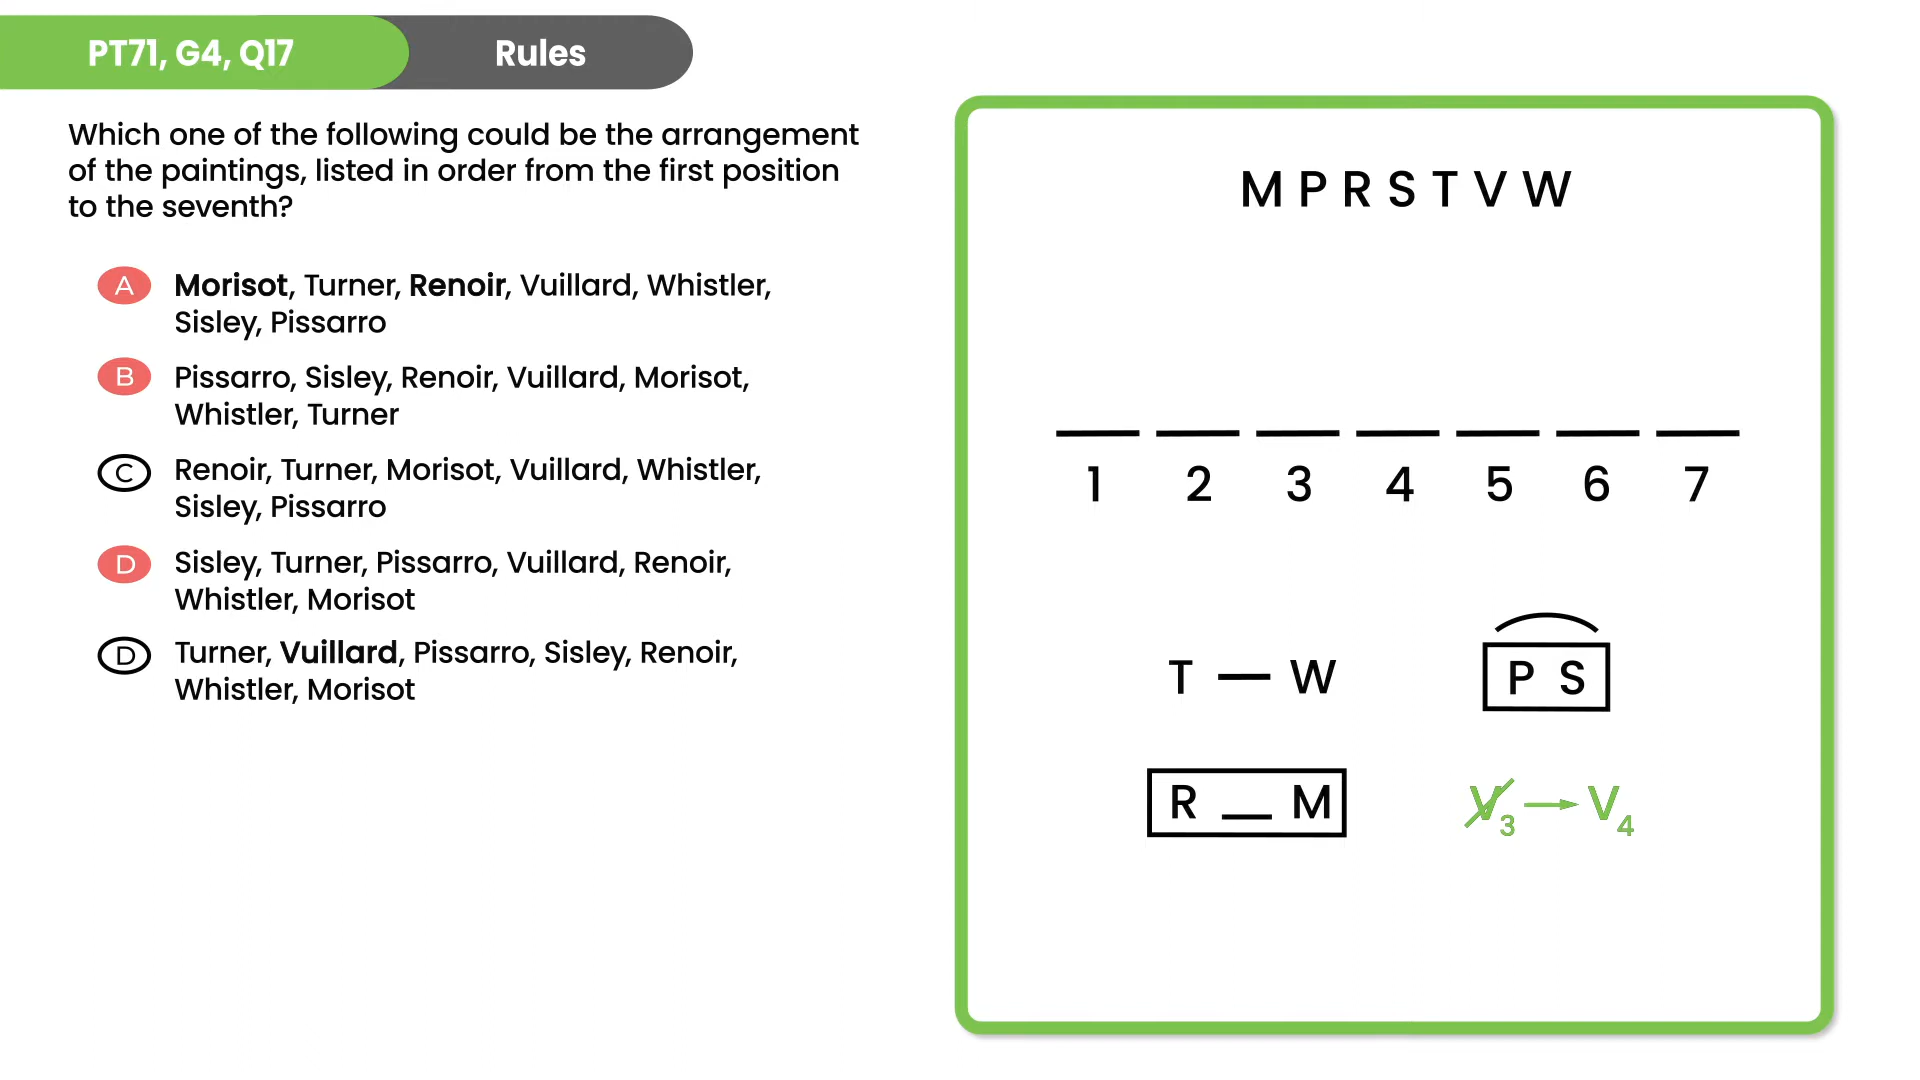 PT71, G4, Q17 Rules
Which one of the following could be the arrangement
of the paintings, listed in order from the first position
to the seventh?
A Morisot, Turner, Renoir, Vuillard, Whistler,
Sisley, Pissarro
B Pissarro, Sisley, Renoir, Vuillard, Morisot,
Whistler, Turner
C Renoir, Turner, Morisot, Vuillard, Whistler,
Sisley, Pissarro
D Sisley, Turner, Pissarro, Vuillard, Renoir,
Whistler, Morisot
D Turner, Vuillard, Pissarro, Sisley, Renoir,
Whistler, Morisot
M P R S T V W
1 2 3 4 5 6 7
T — W
P S
R __ M
V3 → V4